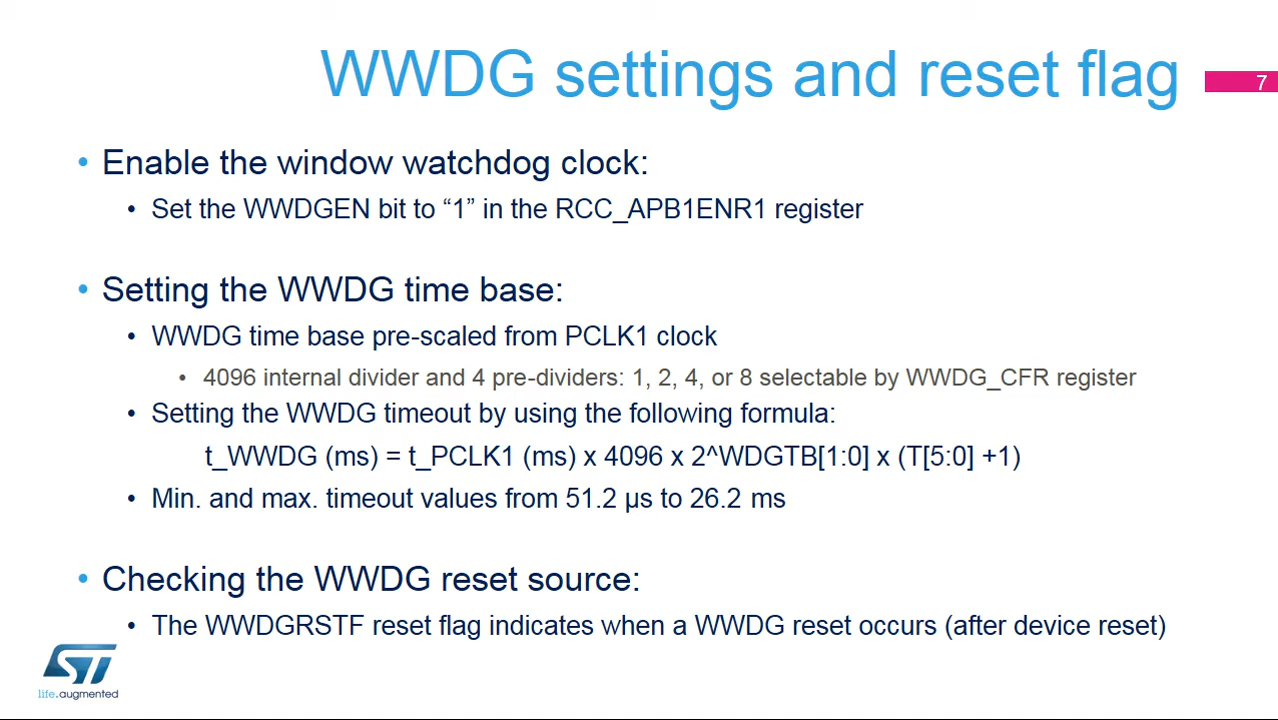 WWDG settings and reset flag
7
• Enable the window watchdog clock:
• Set the WWDGEN bit to “1” in the RCC_APB1ENR1 register
• Setting the WWDG time base:
• WWDG time base pre-scaled from PCLK1 clock
• 4096 internal divider and 4 pre-dividers: 1, 2, 4, or 8 selectable by WWDG_CFR register
• Setting the WWDG timeout by using the following formula:
t_WWDG (ms) = t_PCLK1 (ms) x 4096 x 2^WDGTB[1:0] x (T[5:0] +1)
• Min. and max. timeout values from 51.2 µs to 26.2 ms
• Checking the WWDG reset source:
• The WWDGRSTF reset flag indicates when a WWDG reset occurs (after device reset)
ST
life.augmented